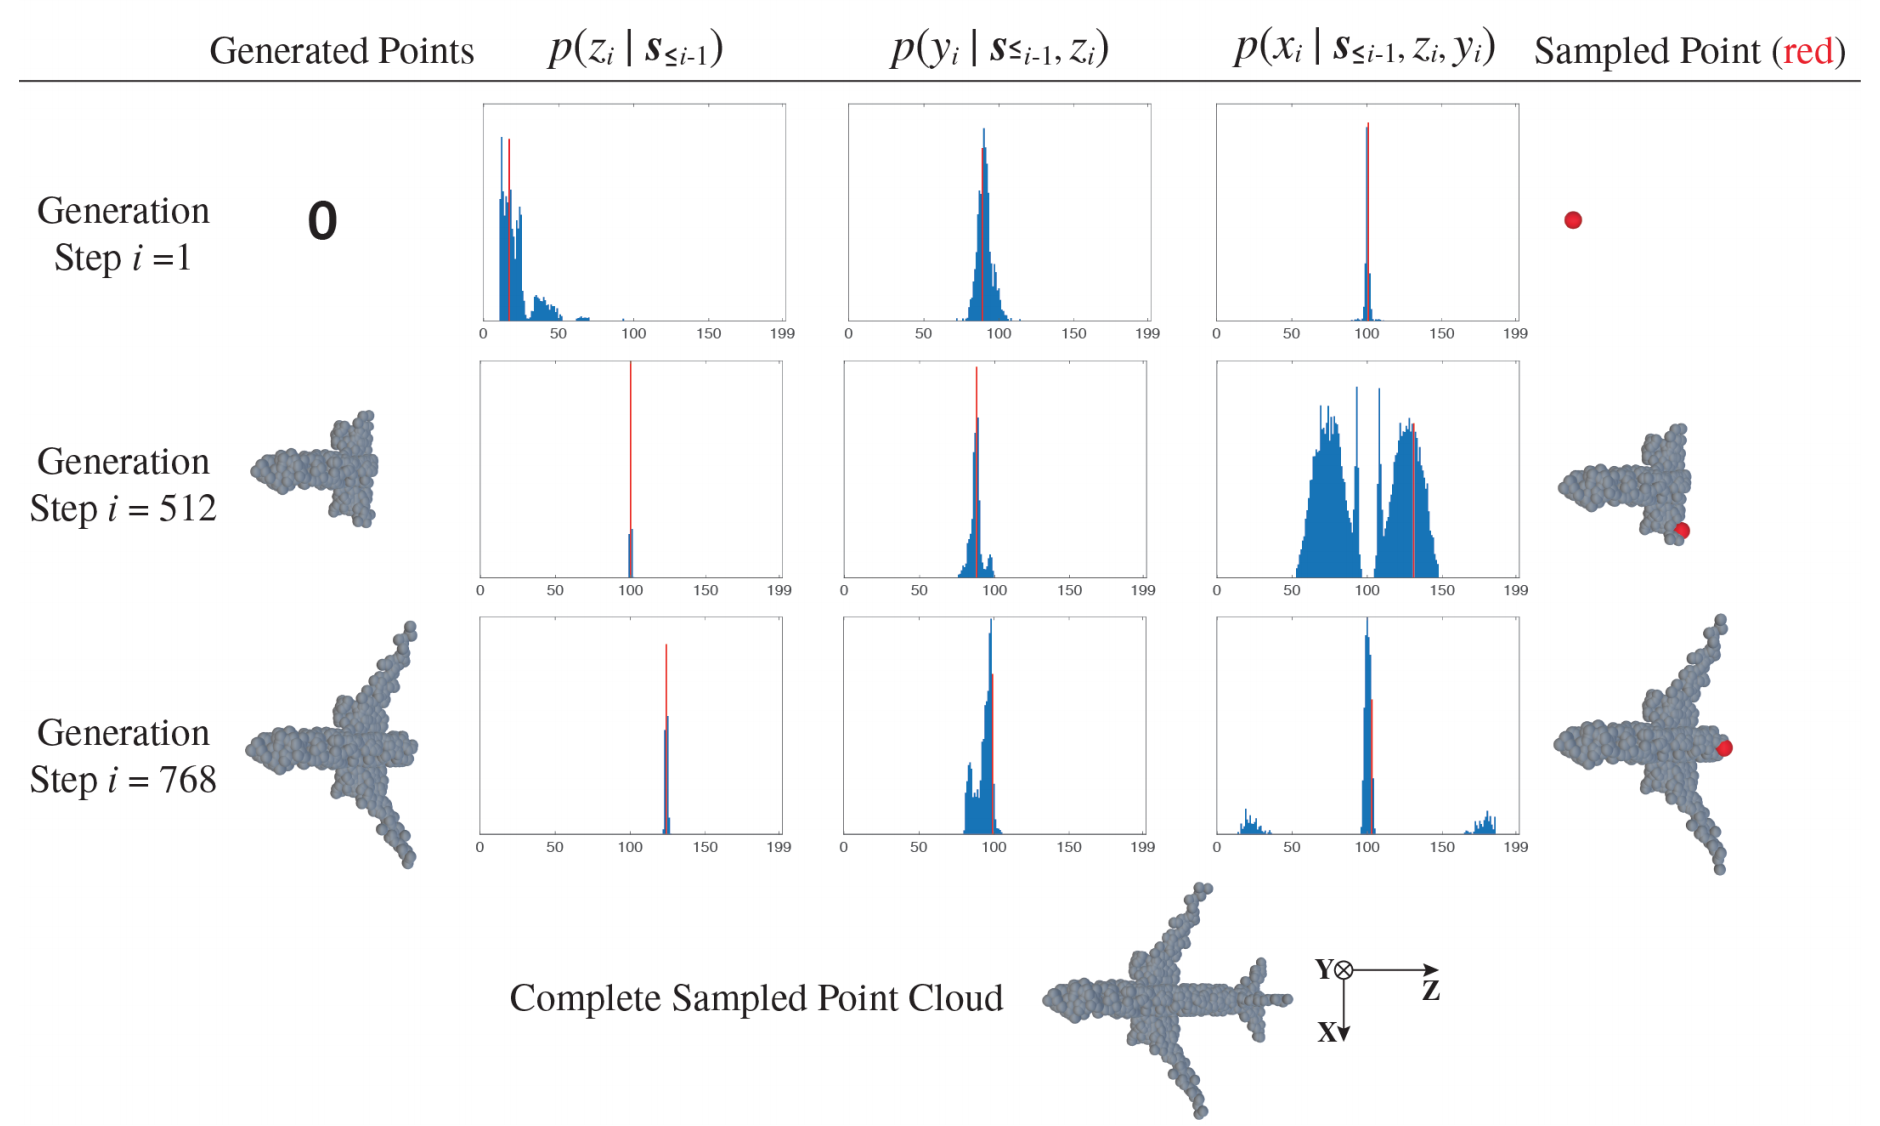 Generated Points p(z_i | s_≤i-1) p(y_i | s_≤i-1, z_i) p(x_i | s_≤i-1, z_i, y_i) Sampled Point (red)
Generation
Step i =1
0
0 50 100 150 199
0 50 100 150 199
0 50 100 150 199
Generation
Step i = 512
0 50 100 150 199
0 50 100 150 199
0 50 100 150 199
Generation
Step i = 768
0 50 100 150 199
0 50 100 150 199
0 50 100 150 199
Complete Sampled Point Cloud
Y
Z
X